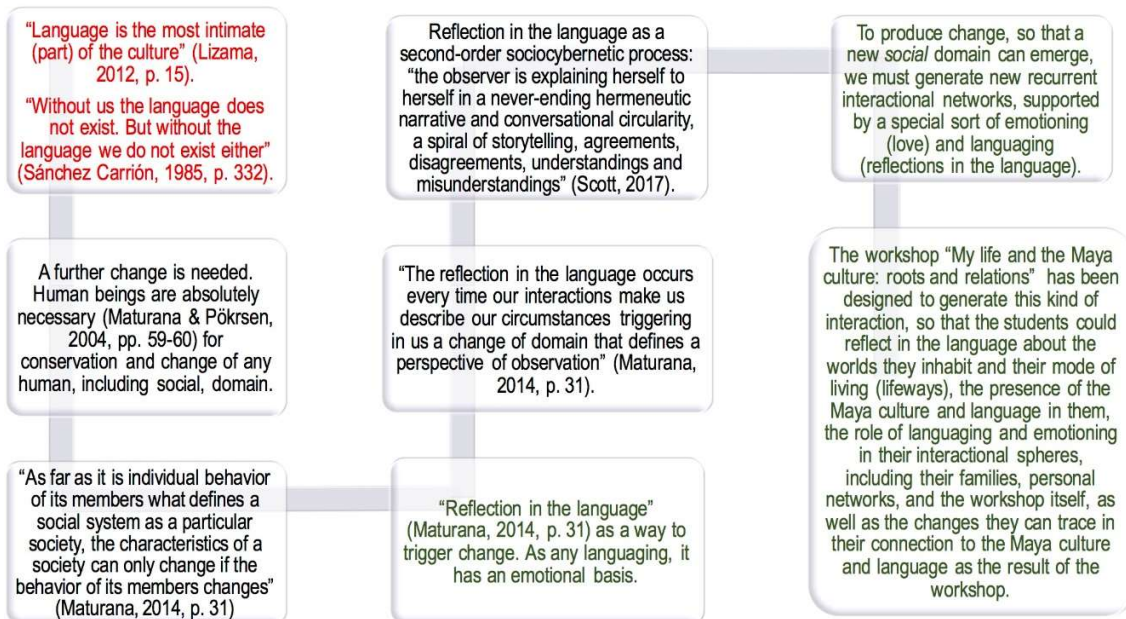 “Language is the most intimate
(part) of the culture” (Lizama,
2012, p. 15).
“Without us the language does
not exist. But without the
language we do not exist either”
(Sánchez Carrión, 1985, p. 332).
A further change is needed.
Human beings are absolutely
necessary (Maturana & Pökrsen,
2004, pp. 59-60) for
conservation and change of any
human, including social, domain.
“As far as it is individual behavior
of its members what defines a
social system as a particular
society, the characteristics of a
society can only change if the
behavior of its members changes”
(Maturana, 2014, p. 31)
“Reflection in the language”
(Maturana, 2014, p. 31) as a way to
trigger change. As any languaging, it
has an emotional basis.
“The reflection in the language occurs
every time our interactions make us
describe our circumstances triggering
in us a change of domain that defines a
perspective of observation” (Maturana,
2014, p. 31).
Reflection in the language as a
second-order sociocybernetic process:
“the observer is explaining herself to
herself in a never-ending hermeneutic
narrative and conversational circularity,
a spiral of storytelling, agreements,
disagreements, understandings and
misunderstandings” (Scott, 2017).
To produce change, so that a
new social domain can emerge,
we must generate new recurrent
interactional networks, supported
by a special sort of emotioning
(love) and languaging
(reflections in the language).
The workshop “My life and the Maya
culture: roots and relations” has been
designed to generate this kind of
interaction, so that the students could
reflect in the language about the
worlds they inhabit and their mode of
living (lifeways), the presence of the
Maya culture and language in them,
the role of languaging and emotioning
in their interactional spheres,
including their families, personal
networks, and the workshop itself, as
well as the changes they can trace in
their connection to the Maya culture
and language as the result of the
workshop.